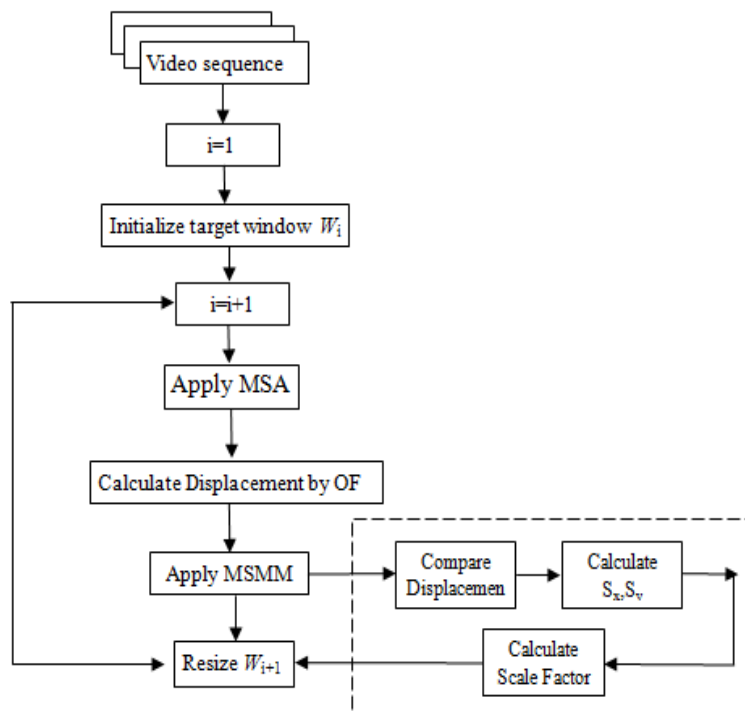 Video sequence
i=1
Initialize target window Wi
i=i+1
Apply MSA
Calculate Displacement by OF
Apply MSMM
Compare
Displacemen
Calculate
Sx,Sv
Calculate
Scale Factor
Resize Wi+1